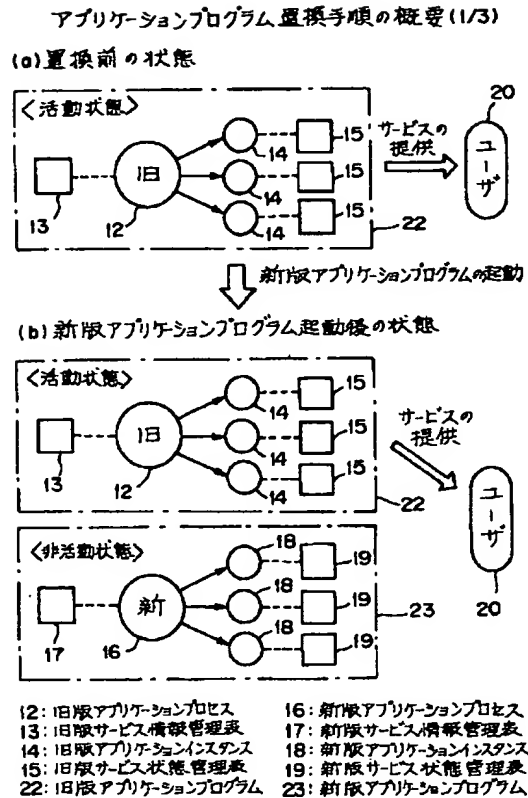 アプリケーションプログラム置換手順の概要(1/3)
(a)置換前の状態
<活動状態>
旧
12
13
14
14
14
15
15
15
22
サービスの
提供
20
ユーザ
新版アプリケーションプログラムの起動
(b)新版アプリケーションプログラム起動後の状態
<活動状態>
旧
12
13
14
14
14
15
15
15
22
サービスの
提供
ユーザ
20
<非活動状態>
新
16
17
18
18
18
19
19
19
23
12:旧版アプリケーションプロセス
13:旧版サービス情報管理表
14:旧版アプリケーションインスタンス
15:旧版サービス状態管理表
22:旧版アプリケーションプログラム
16:新版アプリケーションプロセス
17:新版サービス情報管理表
18:新版アプリケーションインスタンス
19:新版サービス状態管理表
23:新版アプリケーションプログラム